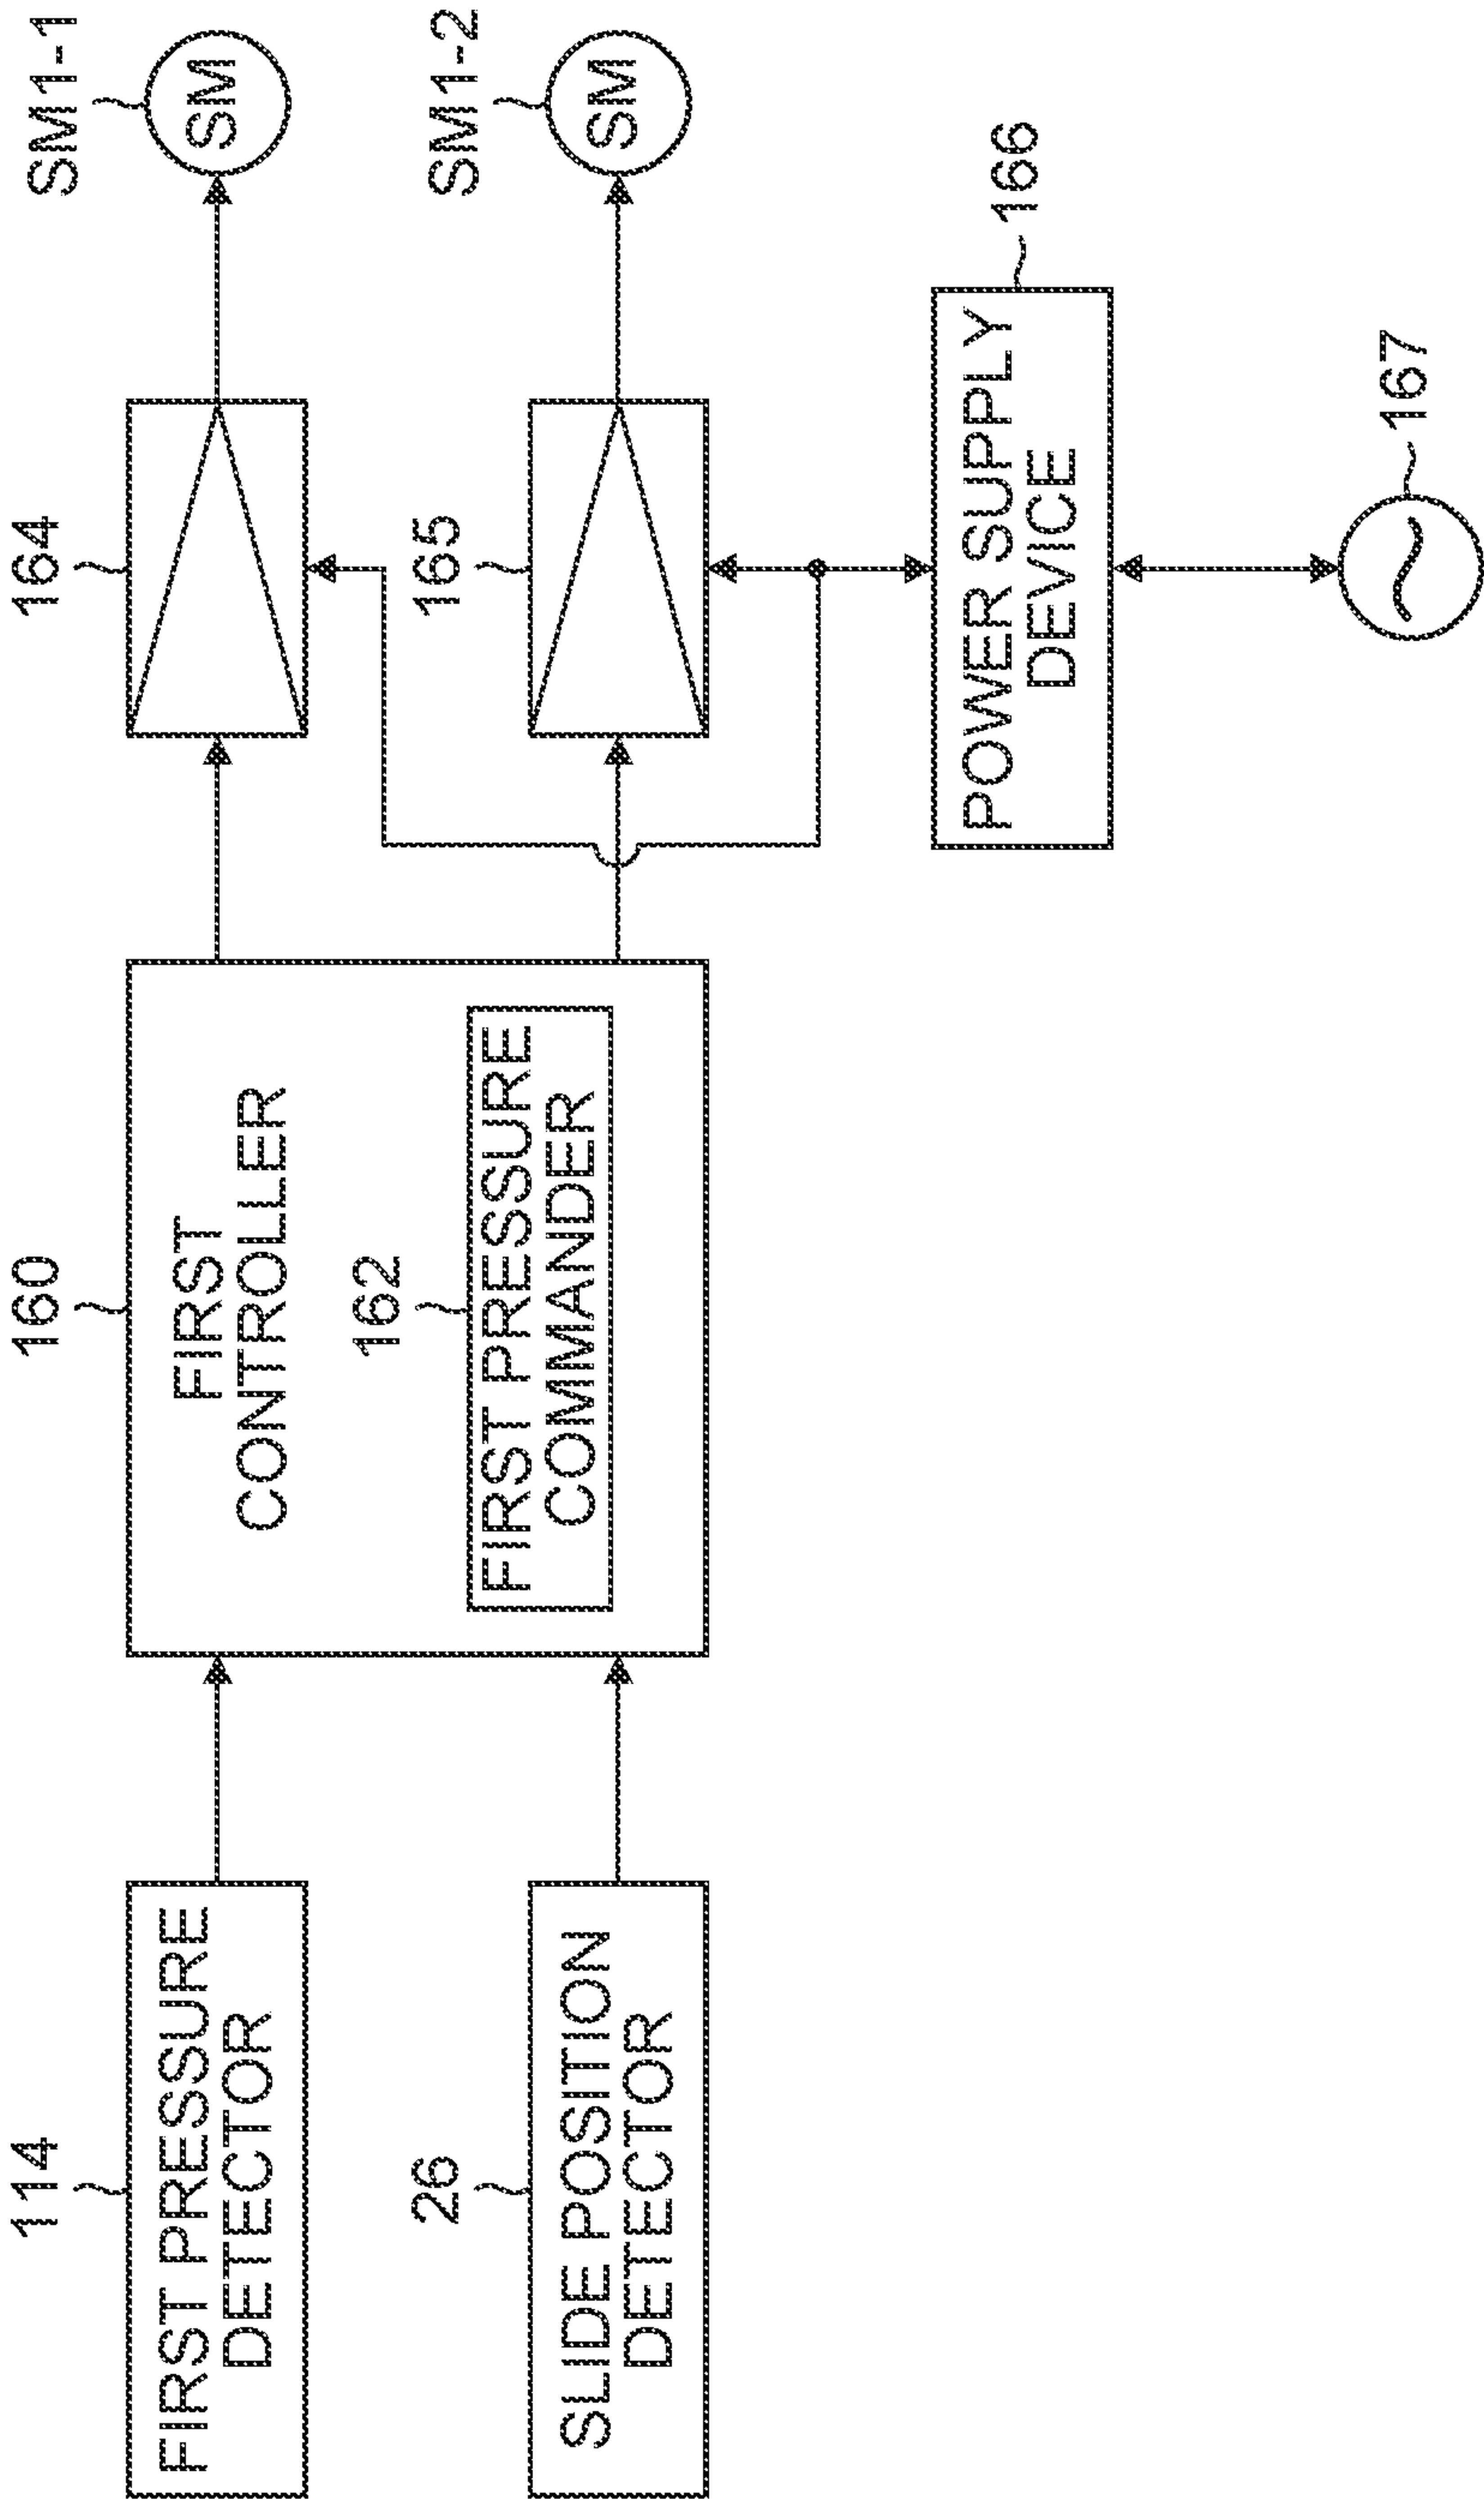 114
FIRST PRESSURE
DETECTOR
26
SLIDE POSITION
DETECTOR
160
FIRST
CONTROLLER
162
FIRST PRESSURE
COMMANDER
164
165
SM1-1
SM
SM1-2
SM
POWER SUPPLY
DEVICE
166
167